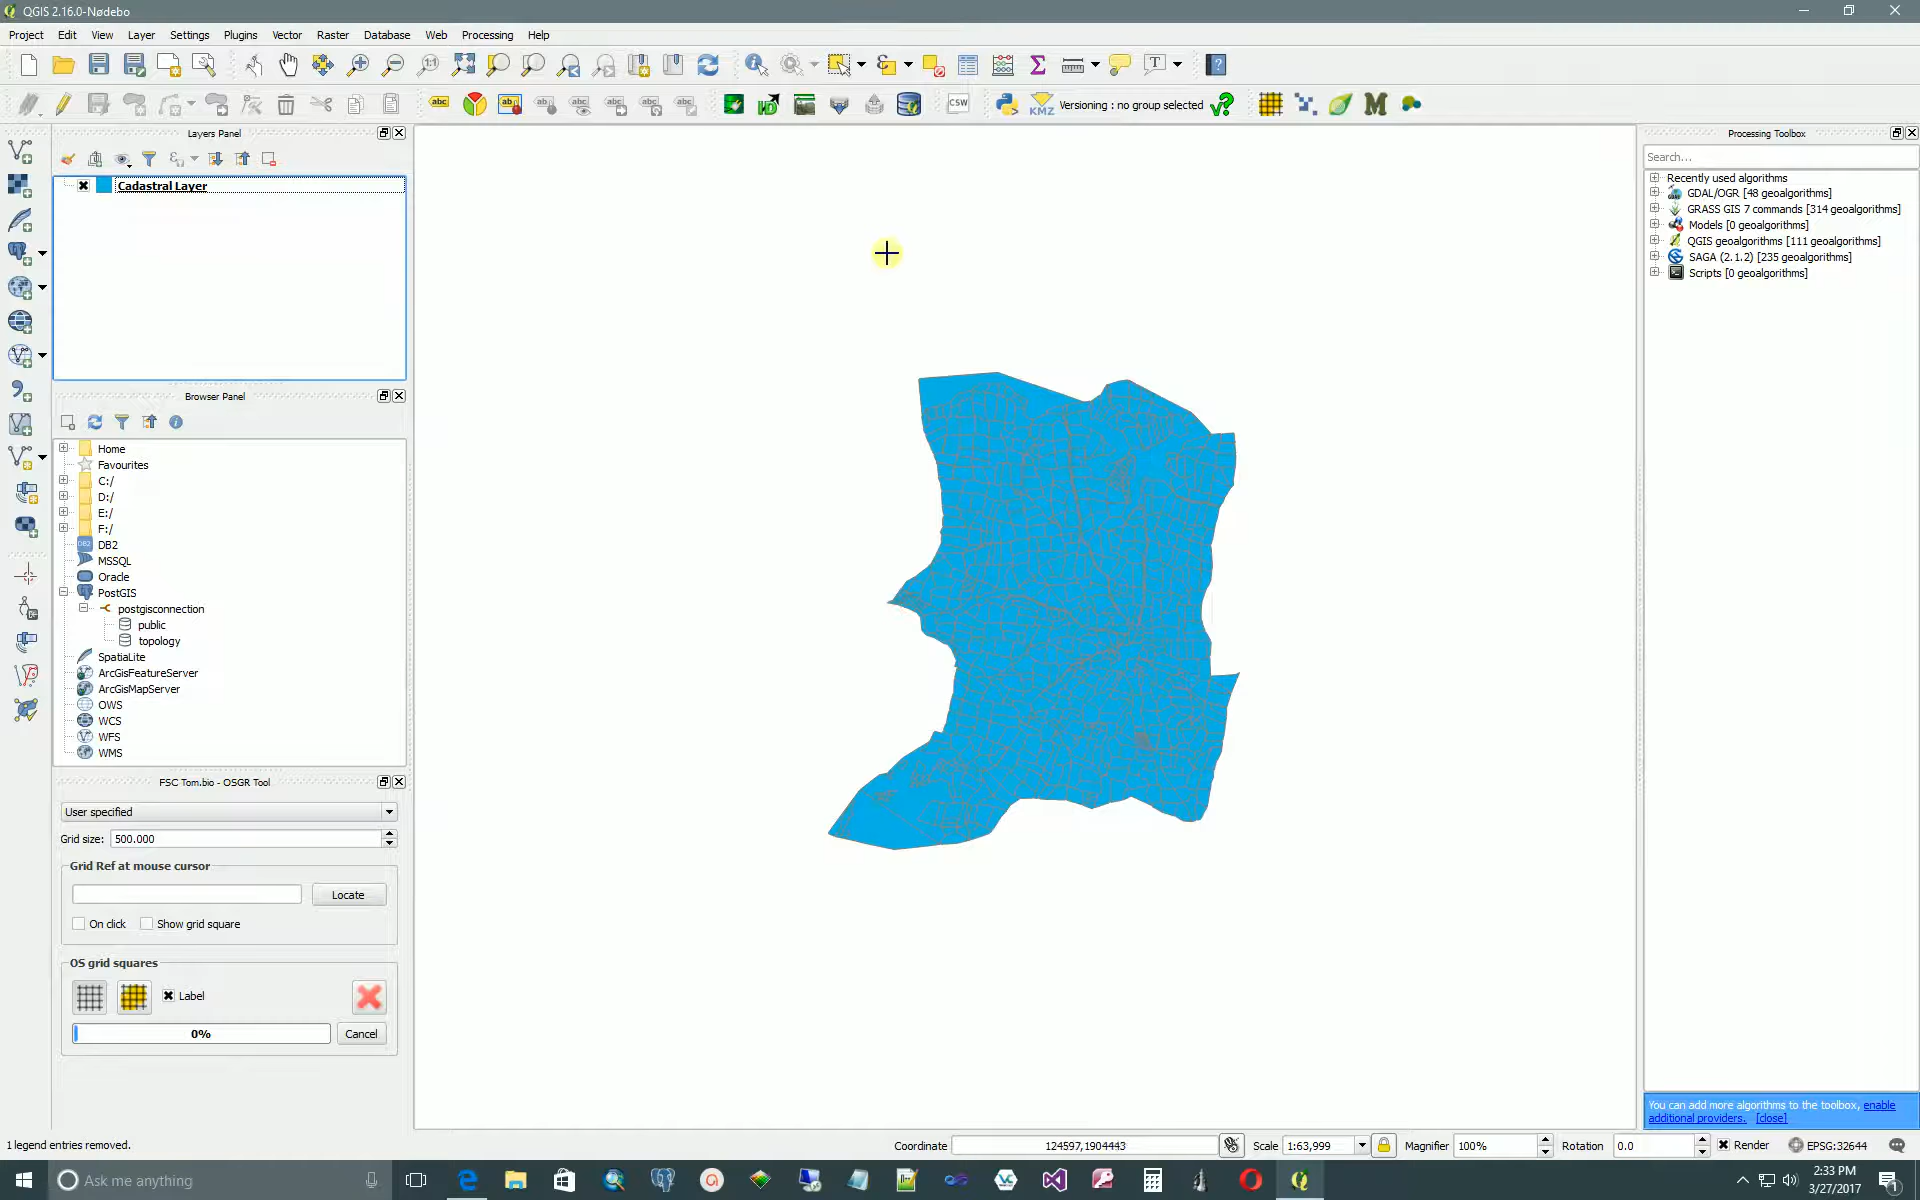 QGIS 2.16.0-Nødebo
Project Edit View Layer Settings Plugins Vector Raster Database Web Processing Help
abc abc CSW KMZ Versioning : no group selected
Layers Panel
Cadastral Layer
Browser Panel
Home
Favourites
C:/
D:/
E:/
F:/
DB2
MSSQL
Oracle
PostGIS
postgisconnection
public
topology
SpatiaLite
ArcGisFeatureServer
ArcGisMapServer
OWS
WCS
WFS
WMS
FSC Tom.bio - OSGR Tool
User specified
Grid size: 500.000
Grid Ref at mouse cursor
Locate
On click Show grid square
OS grid squares
Label
0% Cancel
Processing Toolbox
Search...
Recently used algorithms
GDAL/OGR [48 geoalgorithms]
GRASS GIS 7 commands [314 geoalgorithms]
Models [0 geoalgorithms]
QGIS geoalgorithms [111 geoalgorithms]
SAGA (2.1.2) [235 geoalgorithms]
Scripts [0 geoalgorithms]
You can add more algorithms to the toolbox, enable
additional providers. [close]
1 legend entries removed. Coordinate 124597,1904443 Scale 1:63,999 Magnifier 100% Rotation 0.0 Render EPSG:32644
Ask me anything
2:33 PM
3/27/2017